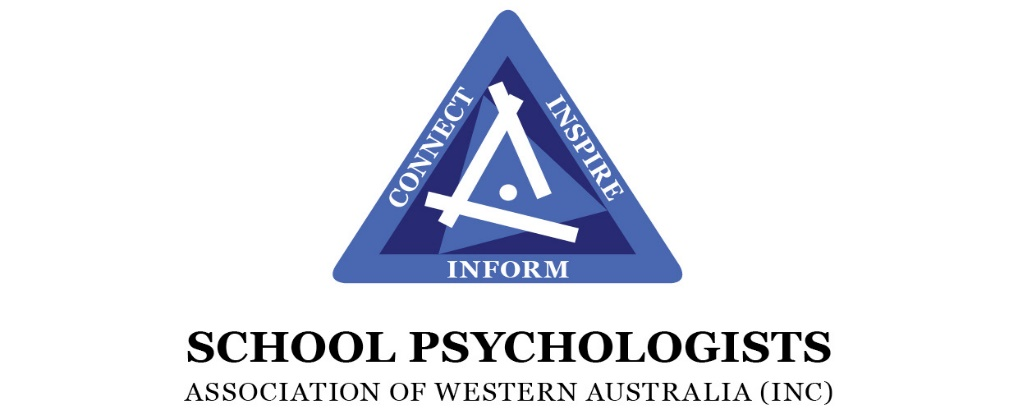 CONNECT
INSPIRE
INFORM
SCHOOL PSYCHOLOGISTS
ASSOCIATION OF WESTERN AUSTRALIA (INC)